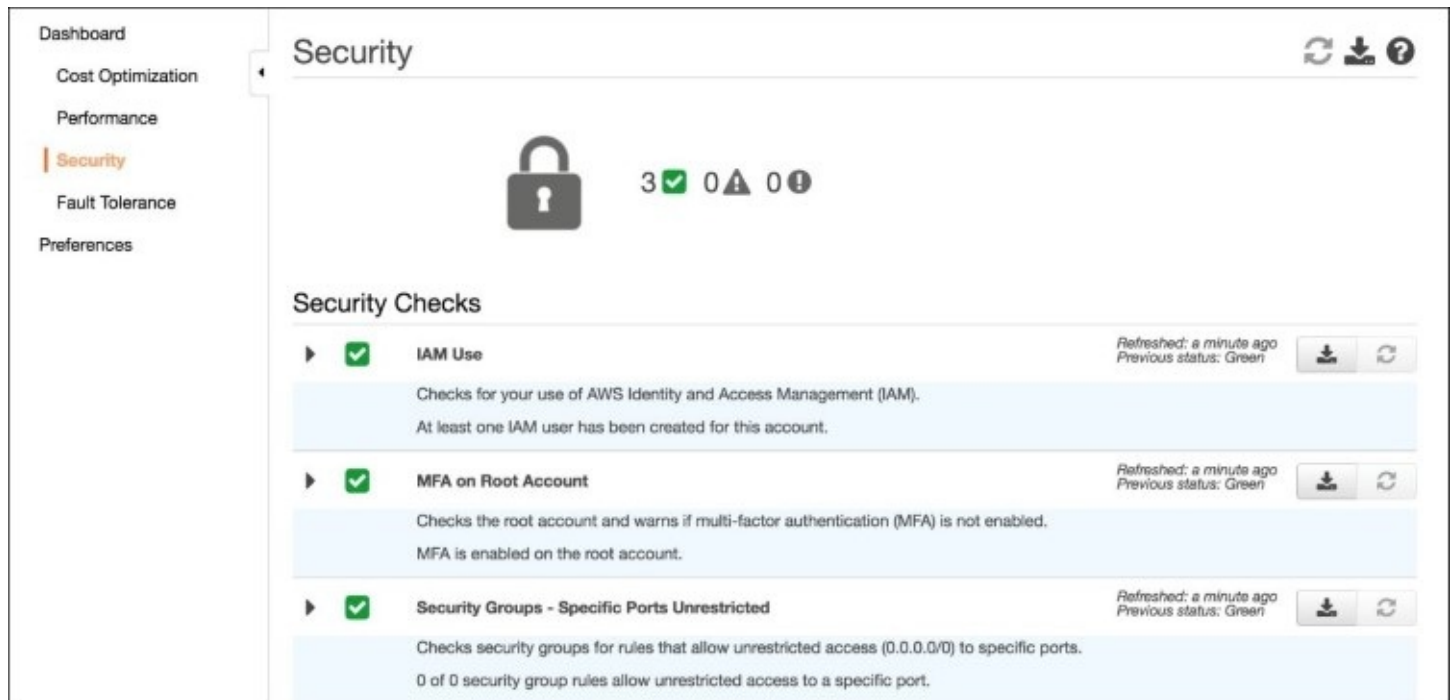 Dashboard
Cost Optimization
Performance
Security
Fault Tolerance
Preferences
Security
3 0 0
Security Checks
IAM Use
Refreshed: a minute ago
Previous status: Green
Checks for your use of AWS Identity and Access Management (IAM).
At least one IAM user has been created for this account.
MFA on Root Account
Refreshed: a minute ago
Previous status: Green
Checks the root account and warns if multi-factor authentication (MFA) is not enabled.
MFA is enabled on the root account.
Security Groups - Specific Ports Unrestricted
Refreshed: a minute ago
Previous status: Green
Checks security groups for rules that allow unrestricted access (0.0.0.0/0) to specific ports.
0 of 0 security group rules allow unrestricted access to a specific port.